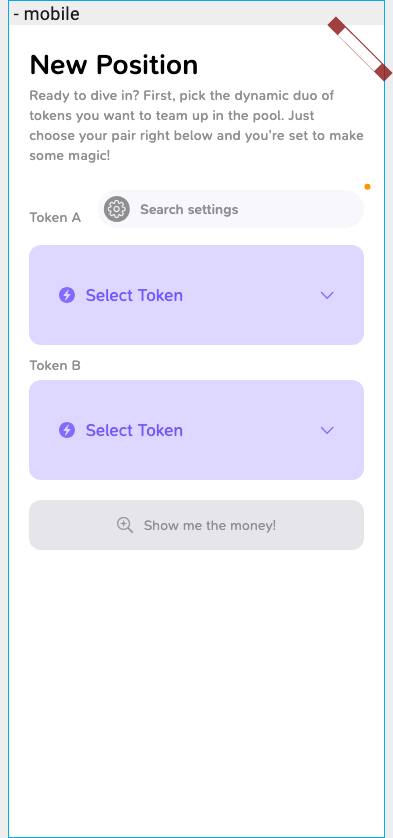 - mobile
New Position
Ready to dive in? First, pick the dynamic duo of
tokens you want to team up in the pool. Just
choose your pair right below and you're set to make
some magic!
Token A
Search settings
Select Token
Token B
Select Token
Show me the money!